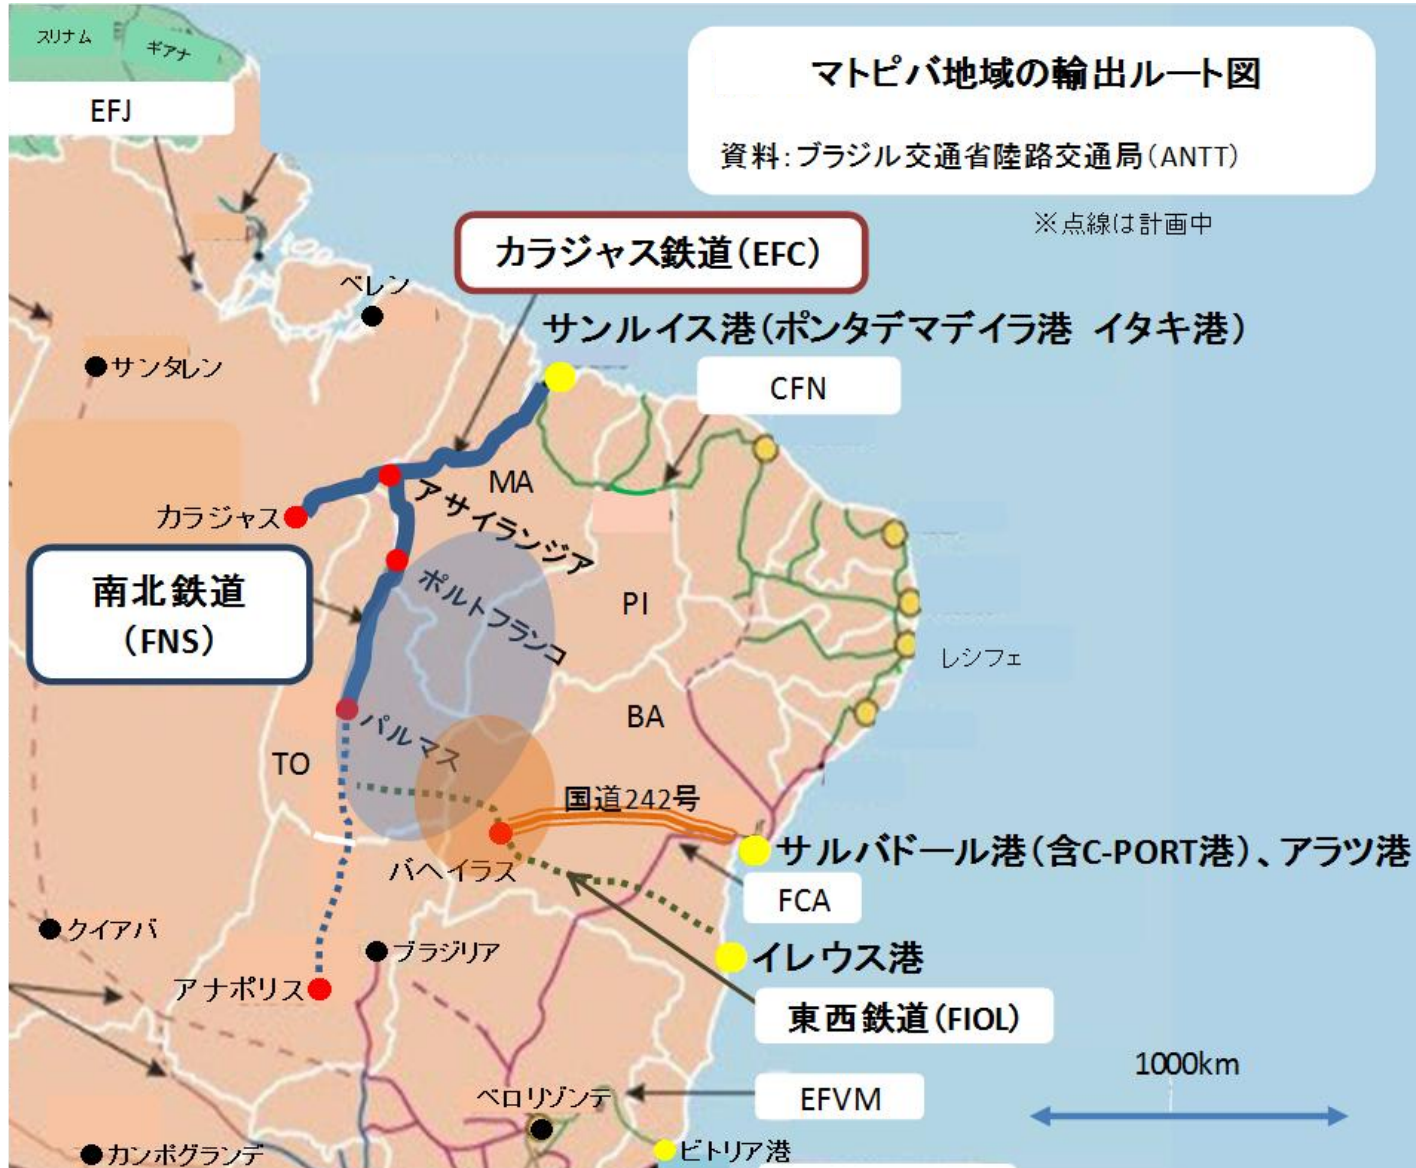 スリナム
ギアナ
EFJ
マトピバ地域の輸出ルート図
資料:ブラジル交通省陸路交通局(ANTT)
※点線は計画中
カラジャス鉄道(EFC)
ベレン
サンルイス港(ポンタデマデイラ港 イタキ港)
サンタレン
CFN
MA
アサイランジア
カラジャス
南北鉄道
(FNS)
ポルトフランコ
PI
レシフェ
BA
パルマス
TO
国道242号
サルバドール港(含C-PORT港)、アラツ港
バヘイラス
FCA
クイアバ
ブラジリア
イレウス港
アナポリス
東西鉄道(FIOL)
1000km
ベロリゾンテ
EFVM
カンポグランデ
ビトリア港